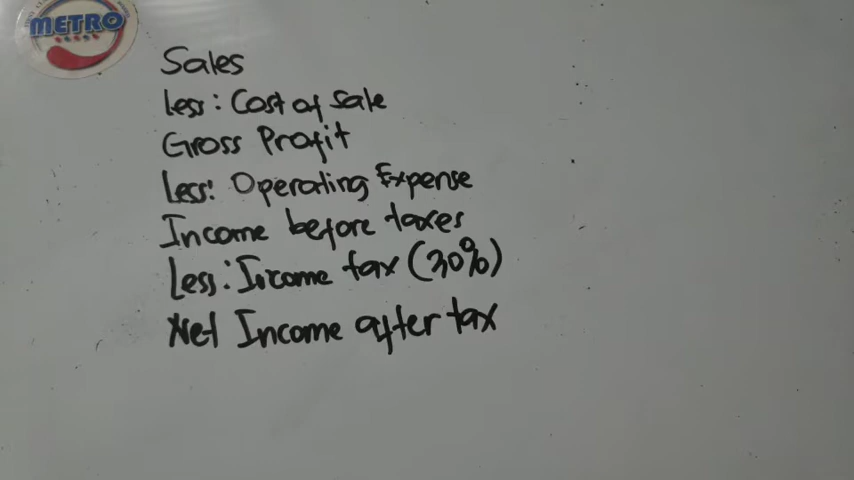 METRO
Sales
less: Cost of sale
Gross Profit
Less: Operating Expense
Income before taxes
Less: Income tax (30%)
Net Income after tax